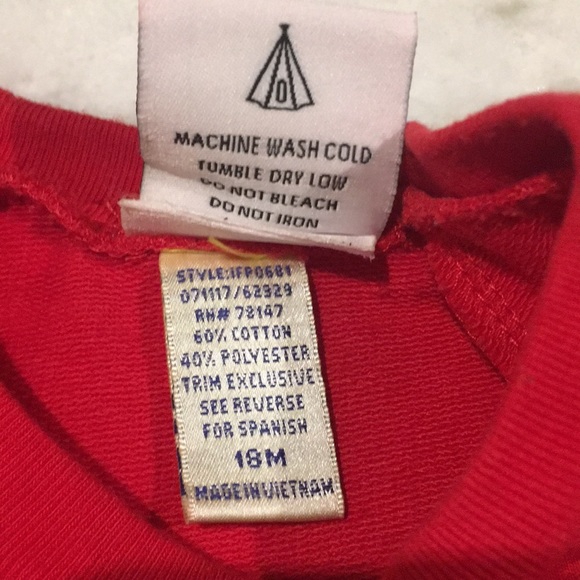 0
MACHINE WASH COLD
TUMBLE DRY LOW
DO NOT BLEACH
DO NOT IRON
STYLE:IFP0681
071117/62329
RN# 78147
60% COTTON
40% POLYESTER
TRIM EXCLUSIVE
SEE REVERSE
FOR SPANISH
18M
MADE IN VIETNAM